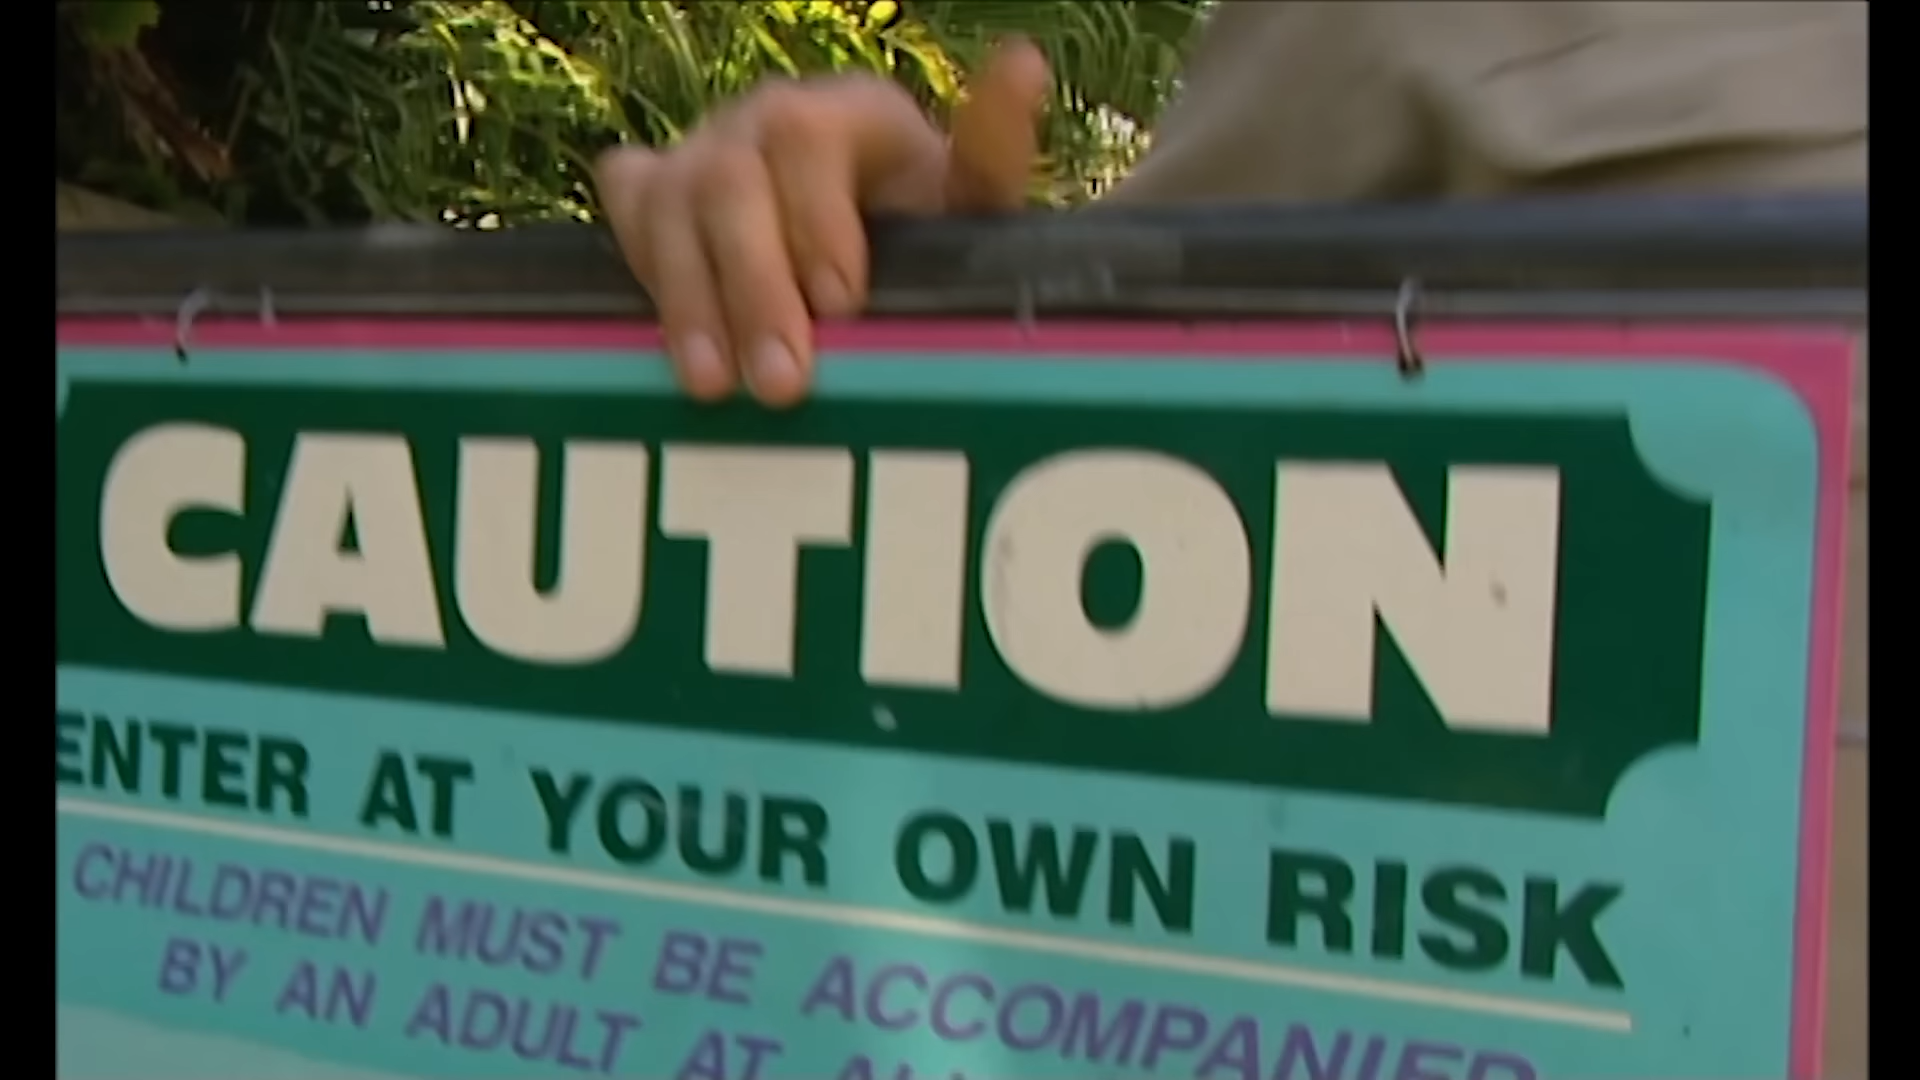 CAUTION
ENTER AT YOUR OWN RISK
CHILDREN MUST BE ACCOMPANIED
BY AN ADULT AT